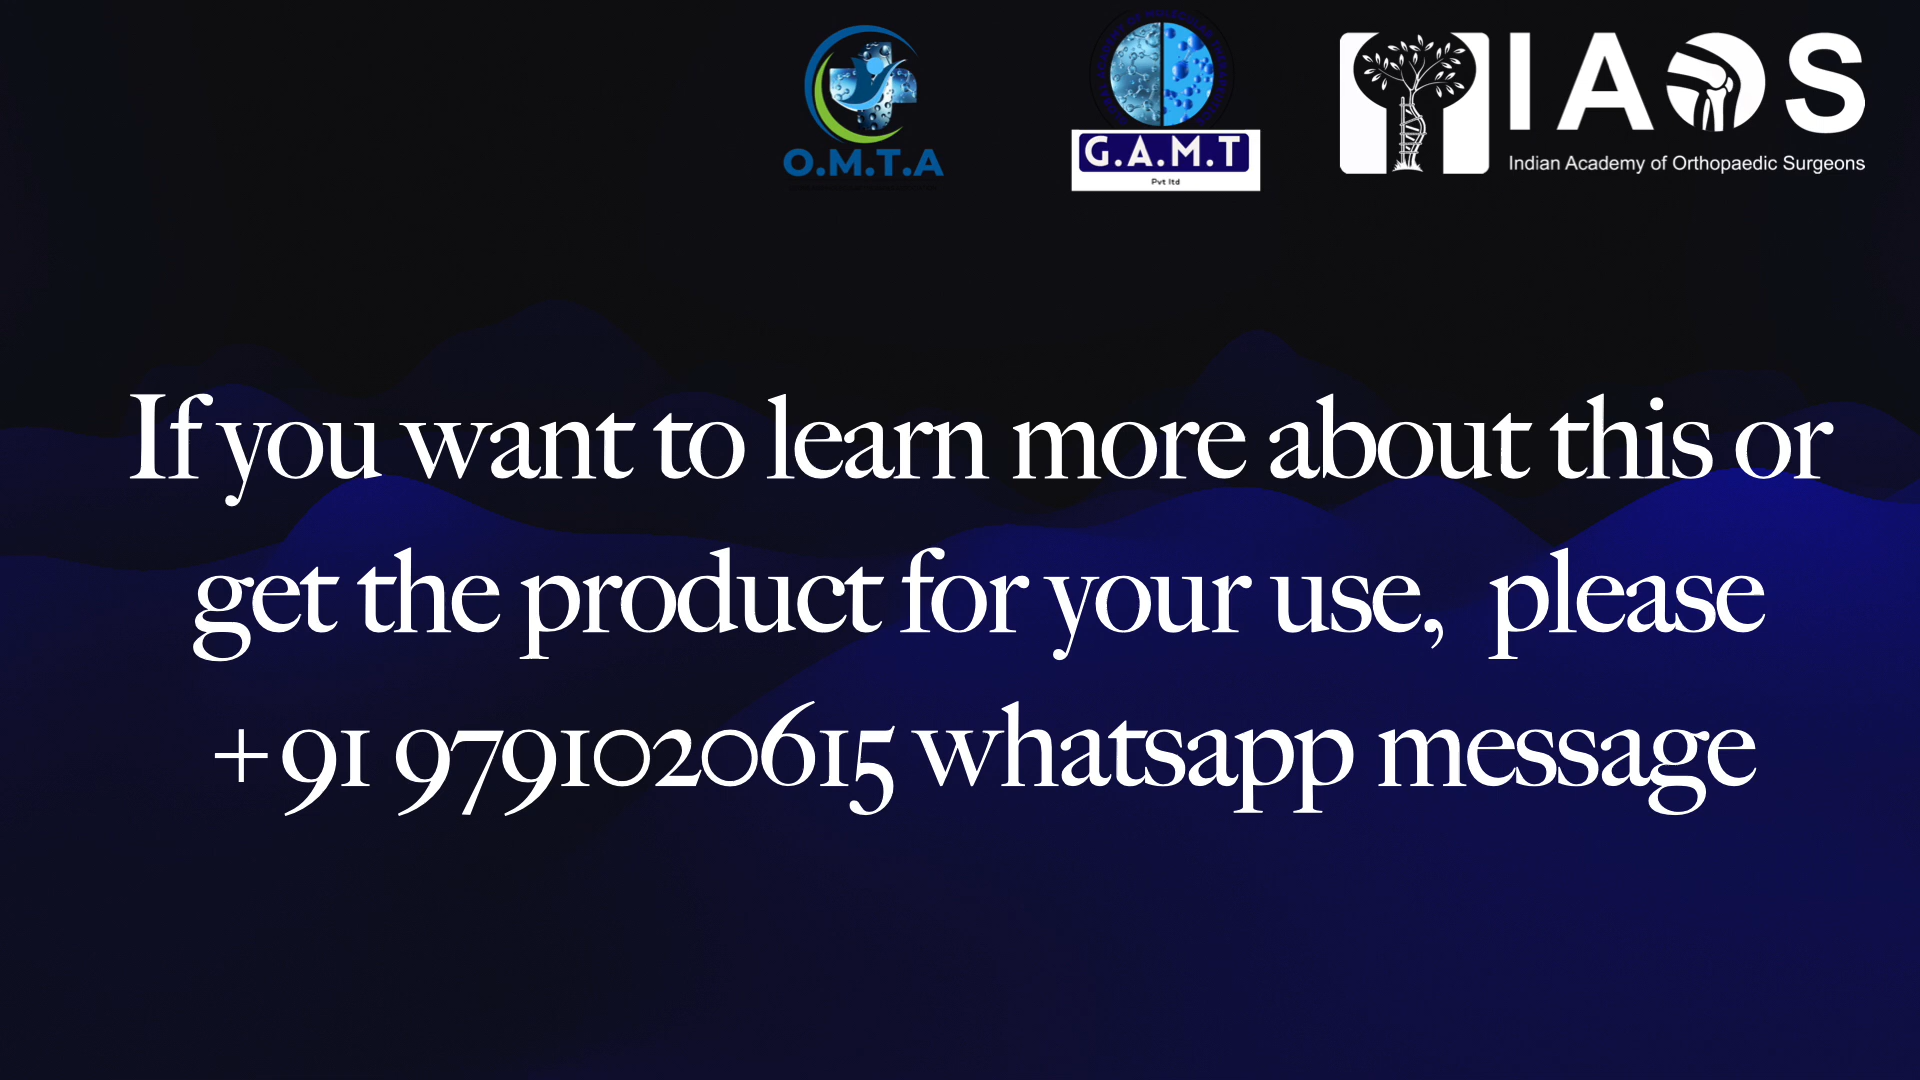 O.M.T.A
G.A.M.T
Pvt ltd
IAOS
Indian Academy of Orthopaedic Surgeons
If you want to learn more about this or
get the product for your use, please
+91 9791020615 whatsapp message